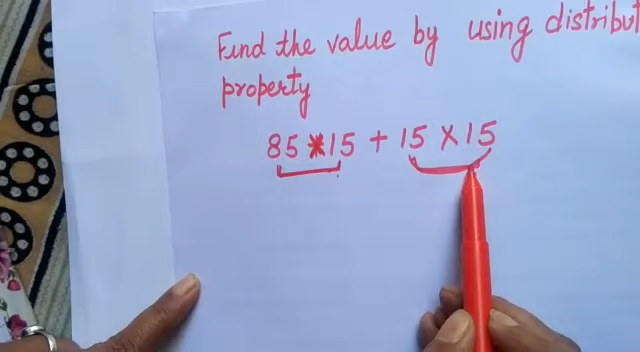 Find the value by using distribut
property
85 × 15 + 15 × 15